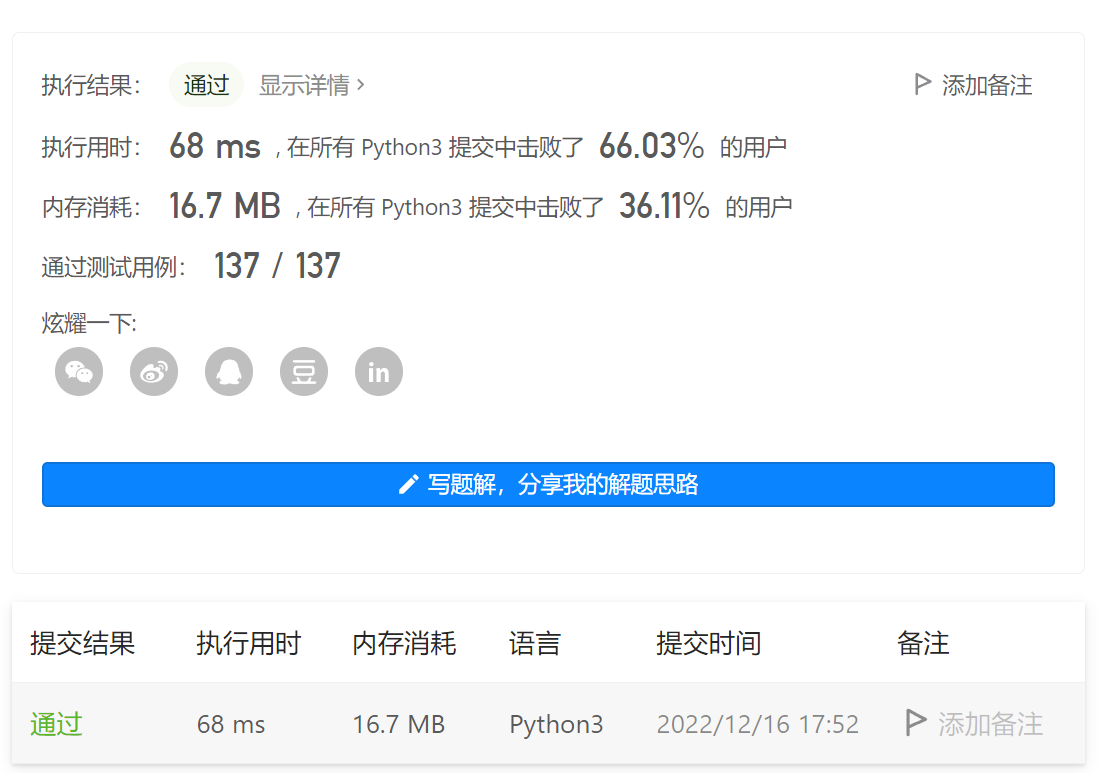 执行结果： 通过 显示详情 › 添加备注
执行用时： 68 ms ，在所有 Python3 提交中击败了 66.03% 的用户
内存消耗： 16.7 MB ，在所有 Python3 提交中击败了 36.11% 的用户
通过测试用例： 137 / 137
炫耀一下:
豆 in
写题解，分享我的解题思路
提交结果 执行用时 内存消耗 语言 提交时间 备注
通过 68 ms 16.7 MB Python3 2022/12/16 17:52 添加备注